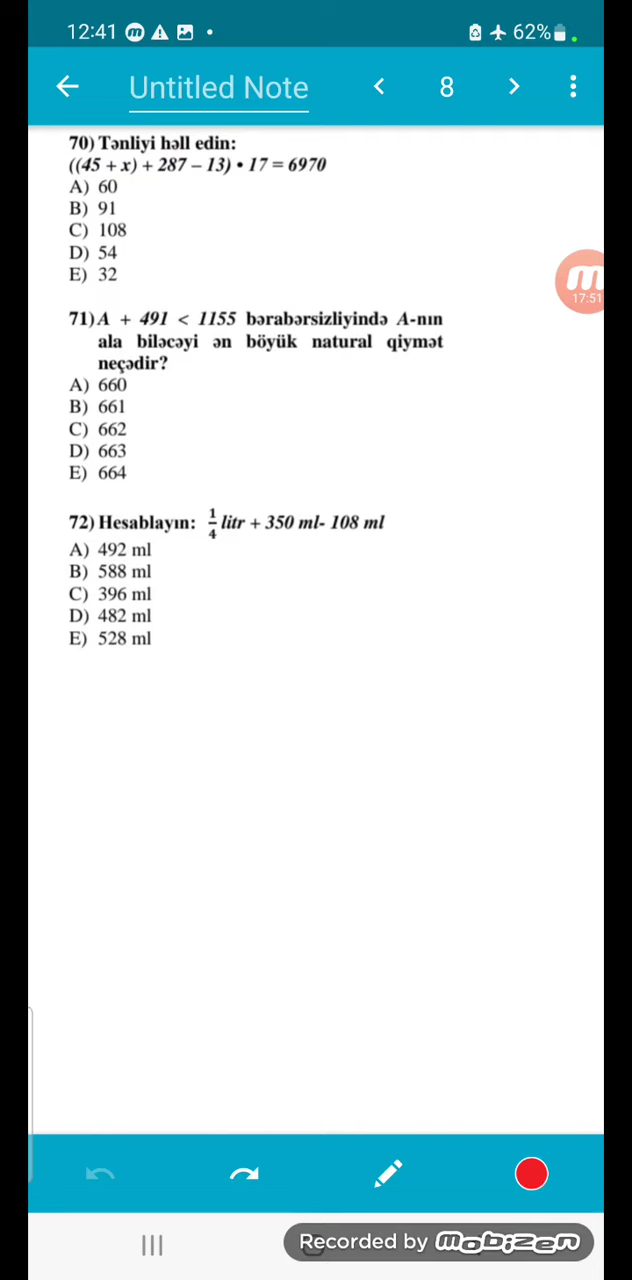 12:41 62%
Untitled Note < 8 >
70) Tənliyi həll edin:
((45 + x) + 287 – 13) • 17 = 6970
A) 60
B) 91
C) 108
D) 54
E) 32
17:51
71) A + 491 < 1155 bərabərsizliyində A-nın
ala biləcəyi ən böyük natural qiymət
neçədir?
A) 660
B) 661
C) 662
D) 663
E) 664
72) Hesablayın: 1/4 litr + 350 ml- 108 ml
A) 492 ml
B) 588 ml
C) 396 ml
D) 482 ml
E) 528 ml
Recorded by mobizen